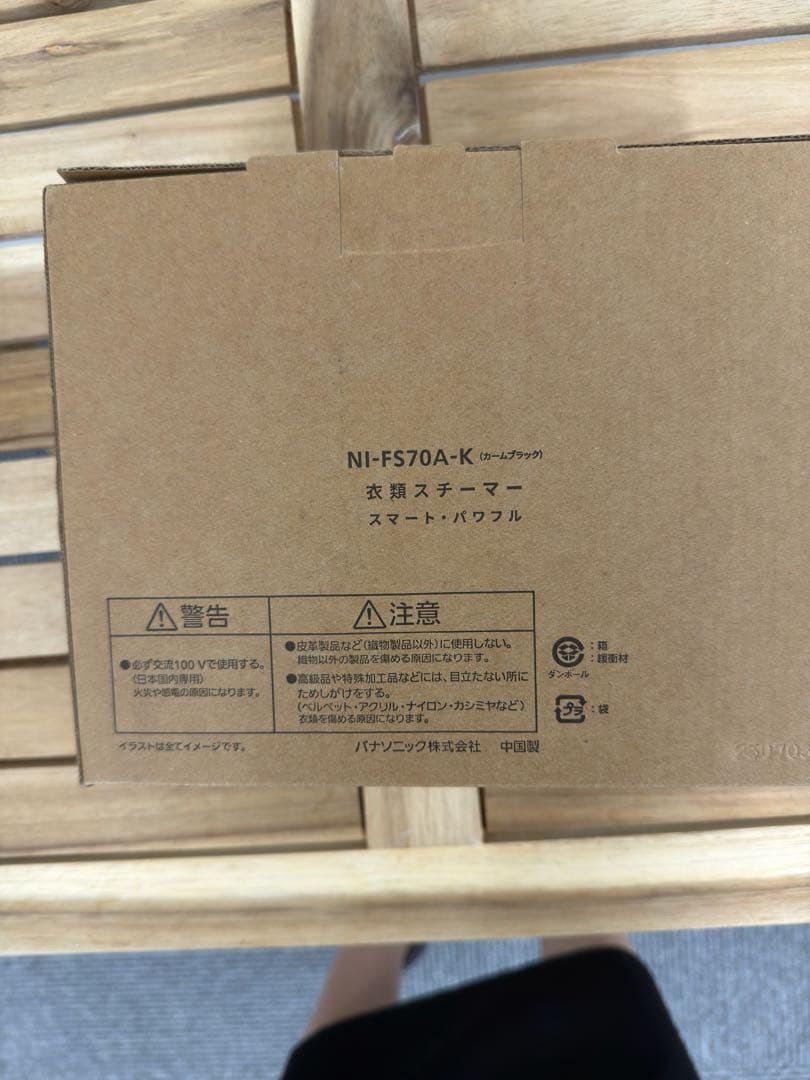 NI-FS70A-K (カームブラック)
衣類スチーマー
スマート・パワフル
⚠警告
●必ず交流100 Vで使用する。
(日本国内専用)
火災や感電の原因になります。
⚠注意
●皮革製品など(織物製品以外)に使用しない。
織物以外の製品を傷める原因になります。
●高級品や特殊加工品などには、目立たない所に
ためしがけをする。
(ベルベット・アクリル・ナイロン・カシミヤなど)
衣類を傷める原因になります。
:箱
:緩衝材
ダンボール
プラ :袋
イラストは全てイメージです。
パナソニック株式会社 中国製